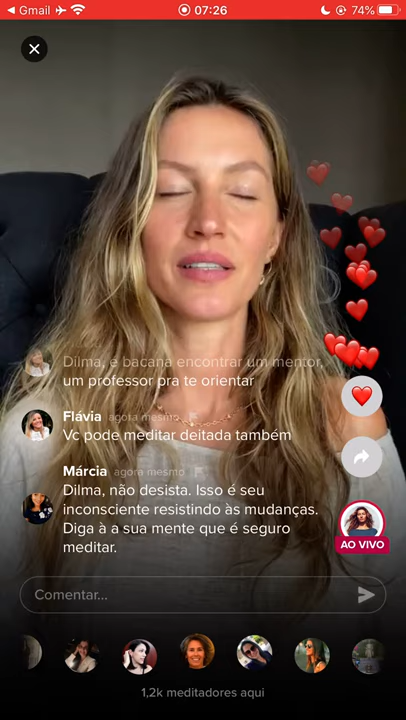 Gmail
07:26
74%
Dilma, e bacana encontrar um mentor,
um professor pra te orientar
Flávia agora mesmo
Vc pode meditar deitada também
Márcia agora mesmo
Dilma, não desista. Isso é seu
inconsciente resistindo às mudanças.
Diga à a sua mente que é seguro
meditar.
AO VIVO
Comentar...
1,2k meditadores aqui